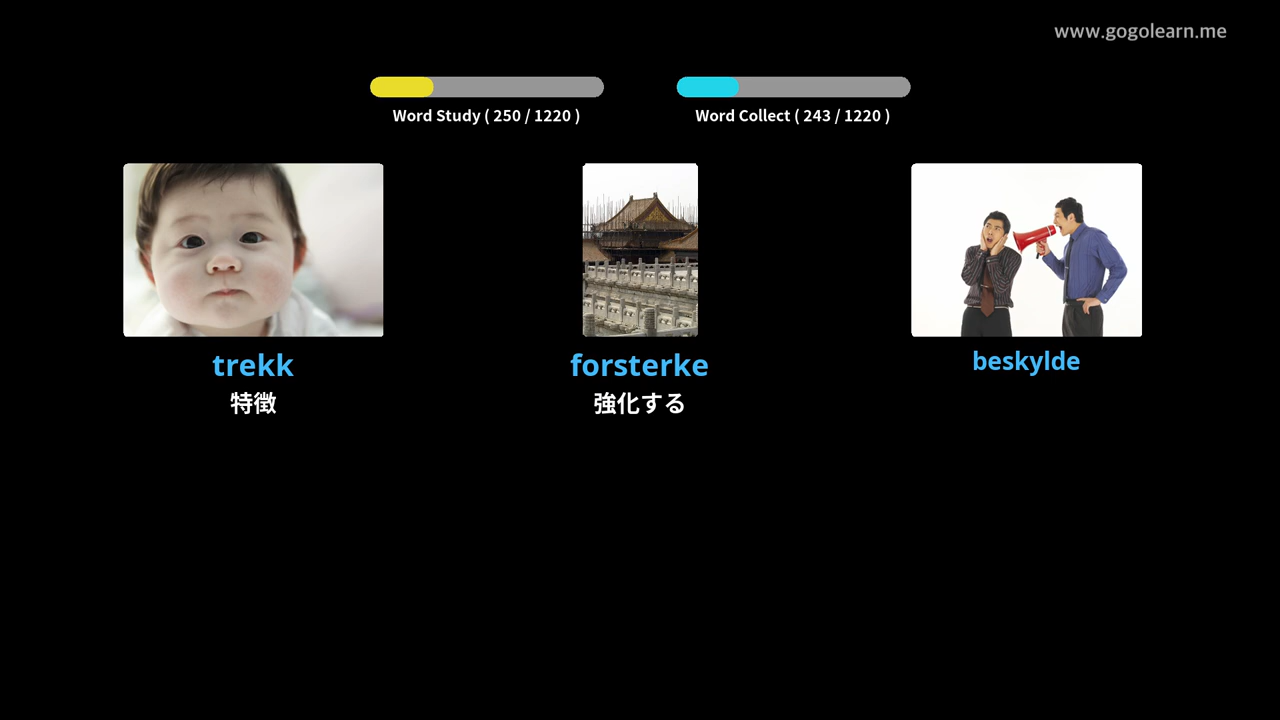 www.gogolearn.me
Word Study ( 250 / 1220 )
Word Collect ( 243 / 1220 )
trekk
特徴
forsterke
強化する
beskylde